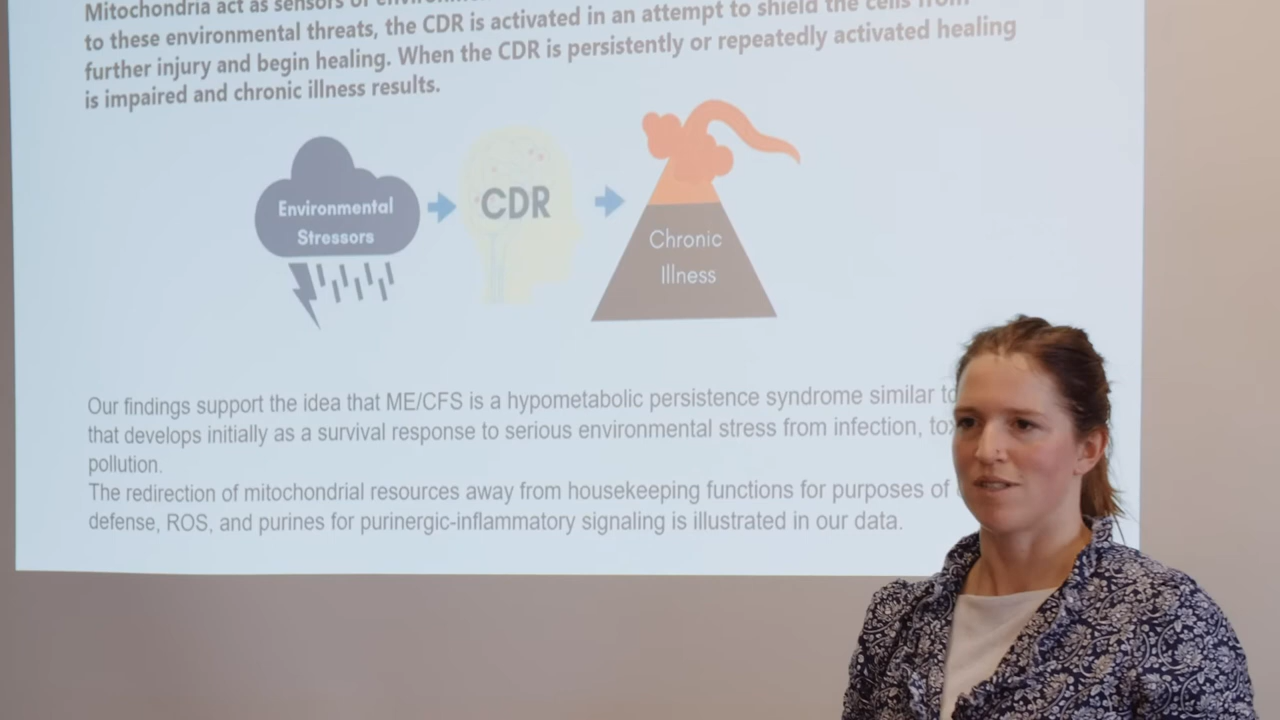 Mitochondria act as sensors of
to these environmental threats, the CDR is activated in an attempt to shield the cells from
further injury and begin healing. When the CDR is persistently or repeatedly activated healing
is impaired and chronic illness results.
Environmental
Stressors
CDR
Chronic
Illness
Our findings support the idea that ME/CFS is a hypometabolic persistence syndrome similar to
that develops initially as a survival response to serious environmental stress from infection,
pollution.
The redirection of mitochondrial resources away from housekeeping functions for purposes of
defense, ROS, and purines for purinergic-inflammatory signaling is illustrated in our data.